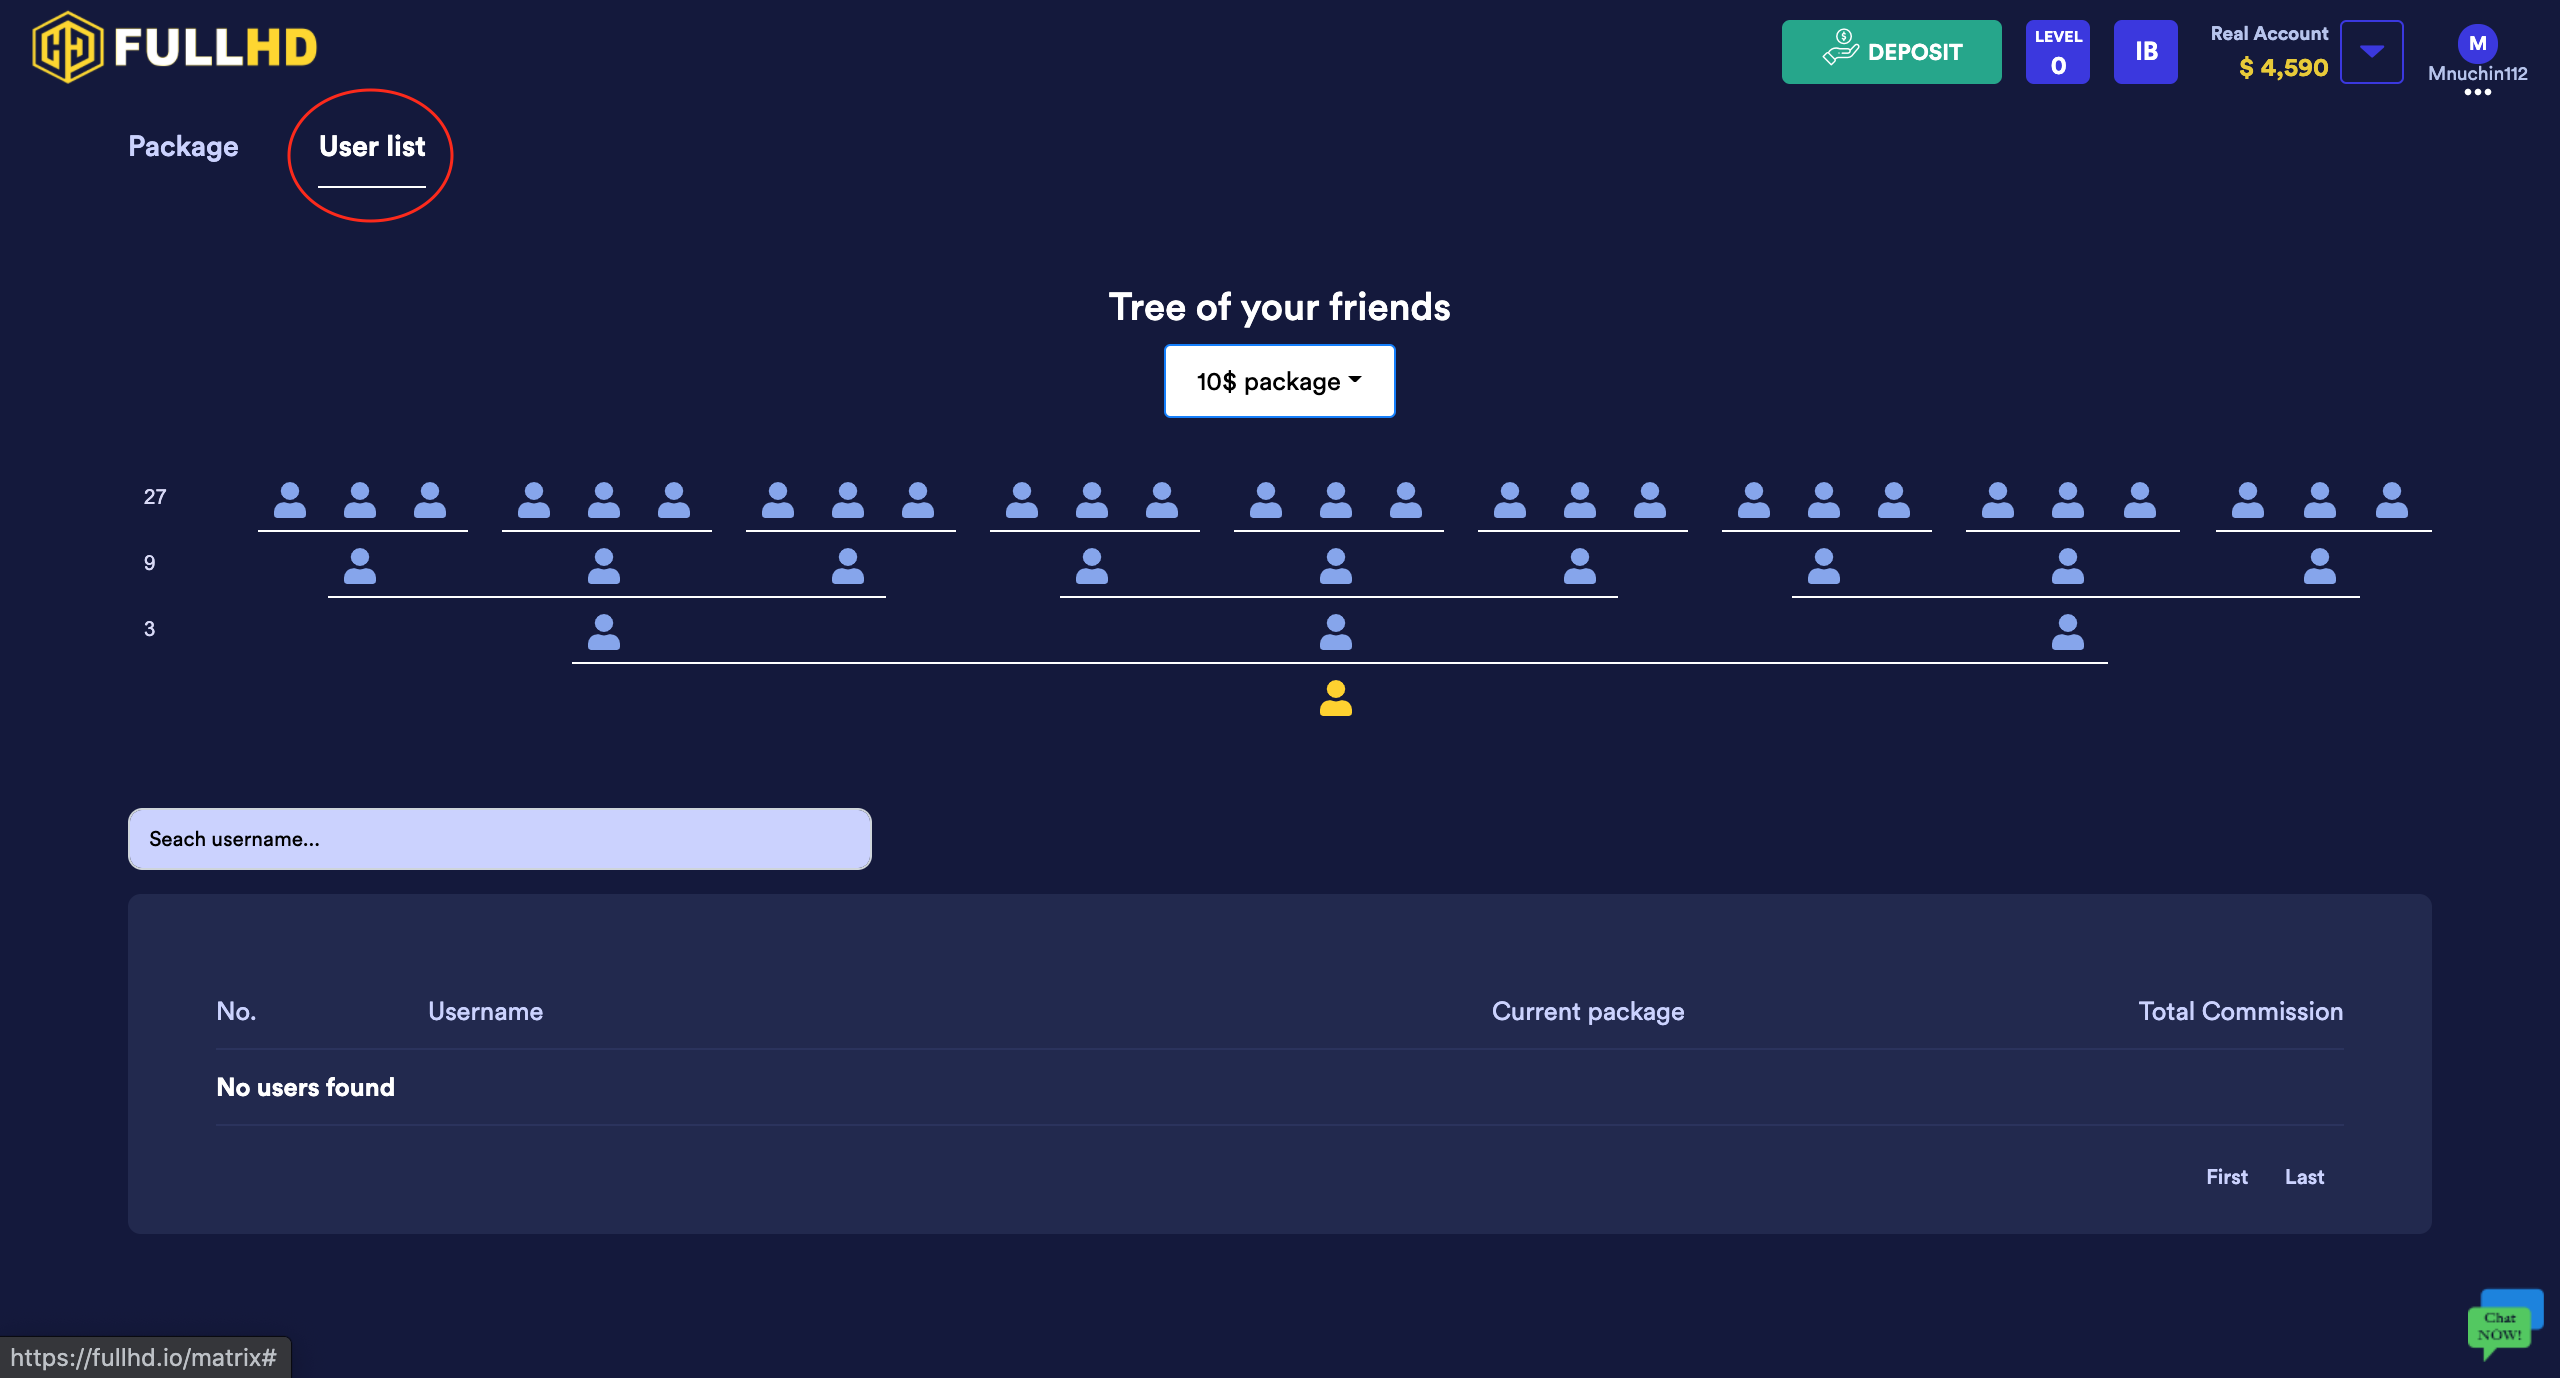 FULLHD
DEPOSIT
LEVEL
0
IB
Real Account
$ 4,590
M
Mnuchin112
Package
User list
Tree of your friends
10$ package
27
9
3
Seach username...
No. Username Current package Total Commission
No users found
First Last
Chat
NOW!
https://fullhd.io/matrix#